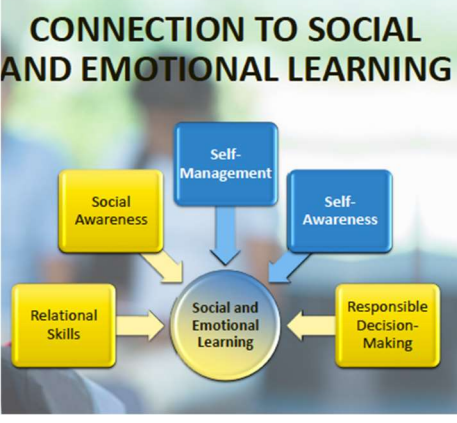 CONNECTION TO SOCIAL
AND EMOTIONAL LEARNING
Self-
Management
Social
Awareness
Self-
Awareness
Relational
Skills
Social and
Emotional
Learning
Responsible
Decision-
Making